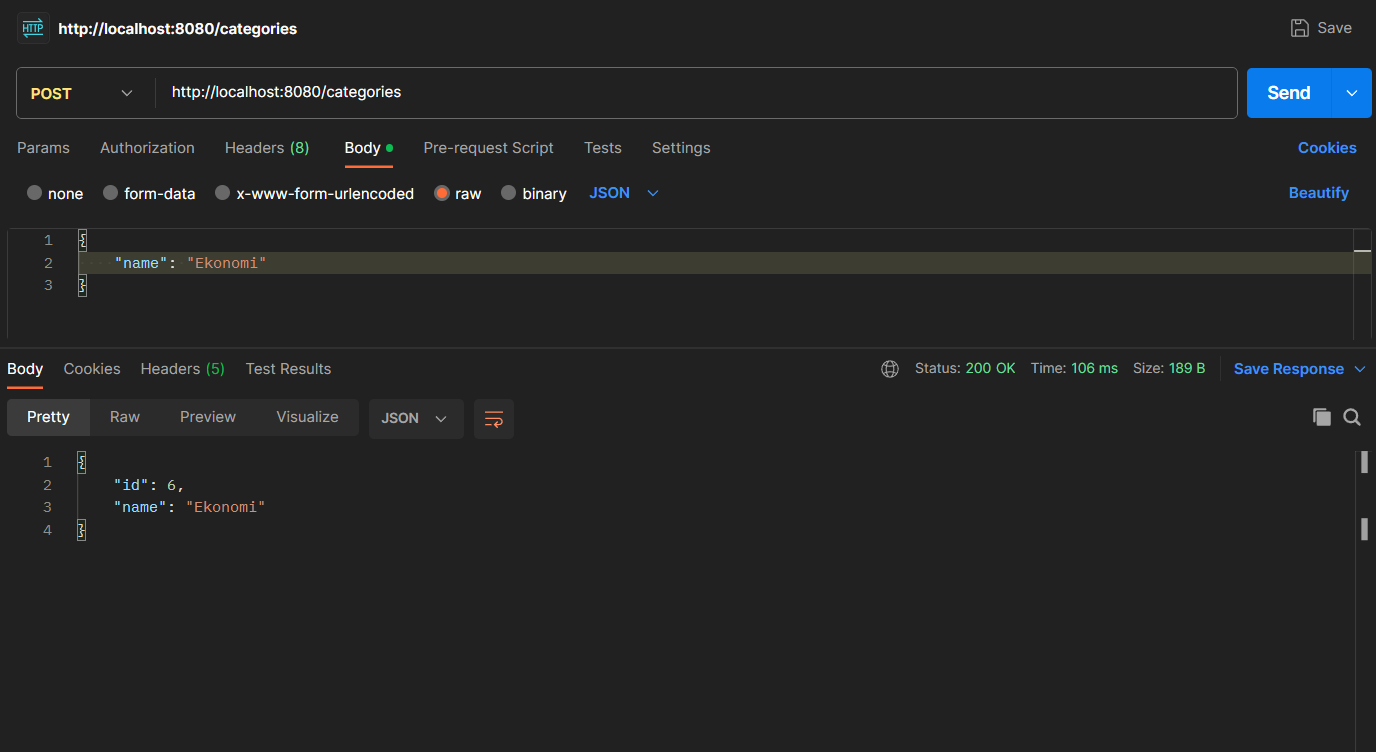 HTTP http://localhost:8080/categories Save
POST http://localhost:8080/categories Send
Params Authorization Headers (8) Body Pre-request Script Tests Settings Cookies
none form-data x-www-form-urlencoded raw binary JSON Beautify
1 {
2 "name": "Ekonomi"
3 }
Body Cookies Headers (5) Test Results Status: 200 OK Time: 106 ms Size: 189 B Save Response
Pretty Raw Preview Visualize JSON
1 {
2 "id": 6,
3 "name": "Ekonomi"
4 }